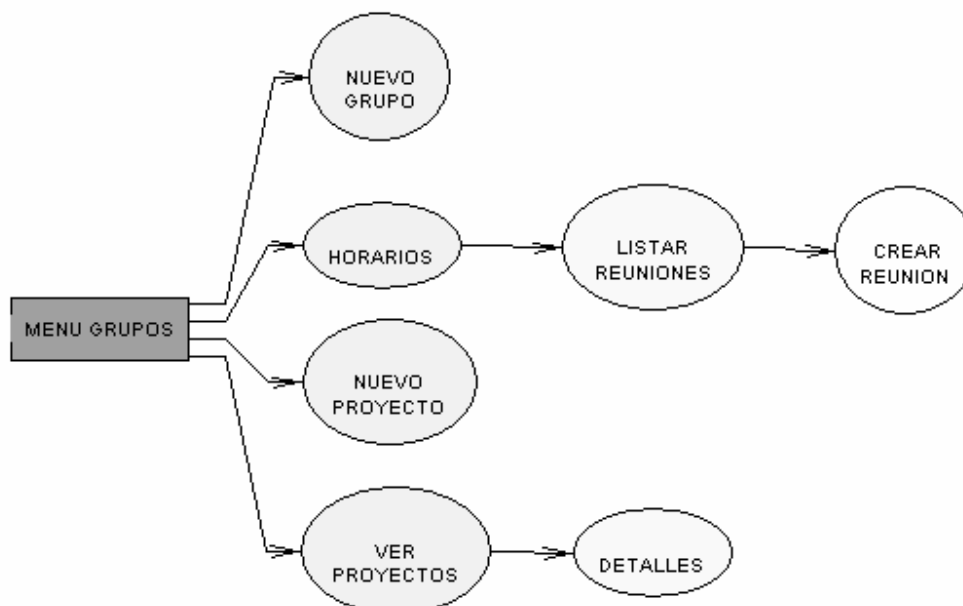 NUEVO
GRUPO
HORARIOS
LISTAR
REUNIONES
CREAR
REUNION
MENU GRUPOS
NUEVO
PROYECTO
VER
PROYECTOS
DETALLES